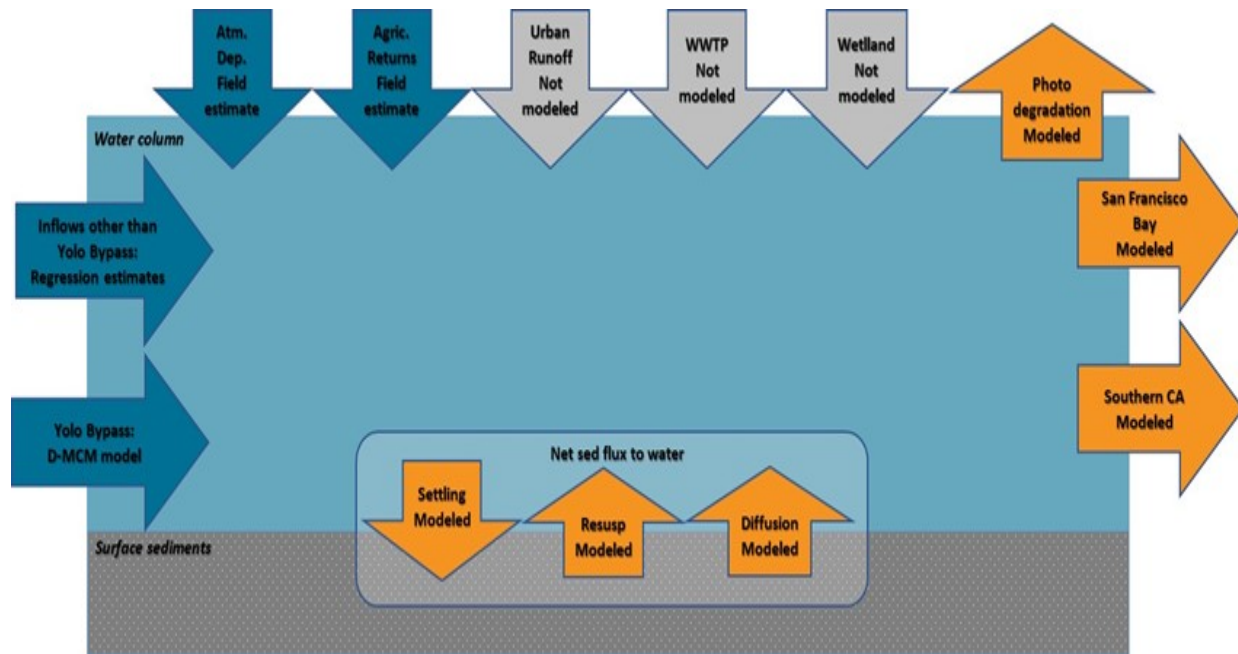 Atm.
Dep.
Field
estimate
Agric.
Returns
Field
estimate
Urban
Runoff
Not
modeled
WWTP
Not
modeled
Wetlland
Not
modeled
Photo
degradation
Modeled
Water column
Inflows other than
Yolo Bypass:
Regression estimates
San Francisco
Bay
Modeled
Yolo Bypass:
D-MCM model
Southern CA
Modeled
Net sed flux to water
Settling
Modeled
Resusp
Modeled
Diffusion
Modeled
Surface sediments